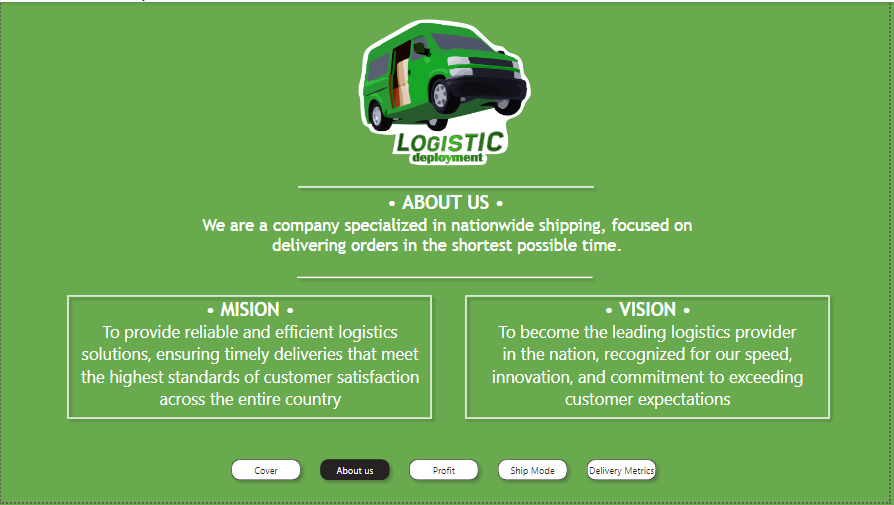 LOGISTIC
deployment
• ABOUT US •
We are a company specialized in nationwide shipping, focused on
delivering orders in the shortest possible time.
• MISION •
To provide reliable and efficient logistics
solutions, ensuring timely deliveries that meet
the highest standards of customer satisfaction
across the entire country
• VISION •
To become the leading logistics provider
in the nation, recognized for our speed,
innovation, and commitment to exceeding
customer expectations
Cover
About us
Profit
Ship Mode
Delivery Metrics